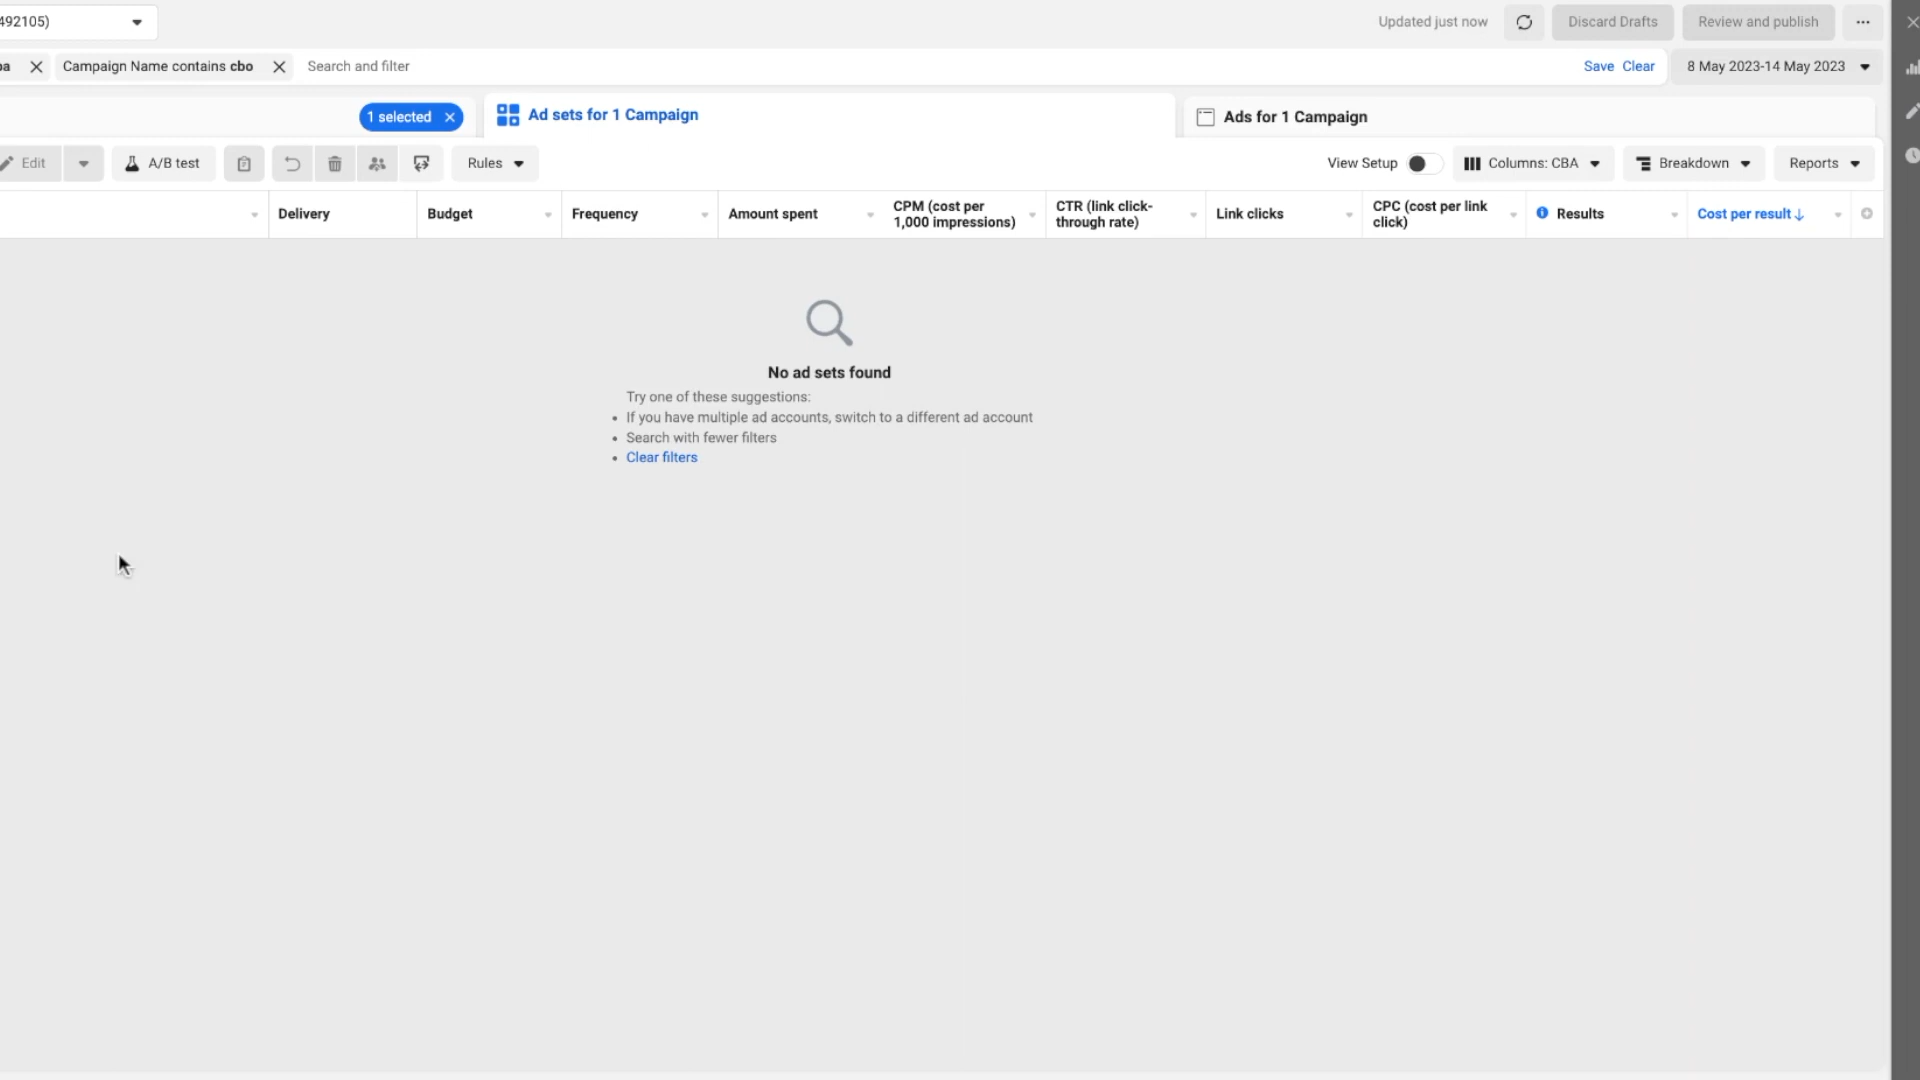 492105)
Updated just now
Discard Drafts
Review and publish
Campaign Name contains cbo
Search and filter
Save Clear
8 May 2023-14 May 2023
1 selected
Ad sets for 1 Campaign
Ads for 1 Campaign
Edit
A/B test
Rules
View Setup
Columns: CBA
Breakdown
Reports
Delivery
Budget
Frequency
Amount spent
CPM (cost per
1,000 impressions)
CTR (link click-
through rate)
Link clicks
CPC (cost per link
click)
Results
Cost per result
No ad sets found
Try one of these suggestions:
If you have multiple ad accounts, switch to a different ad account
Search with fewer filters
Clear filters